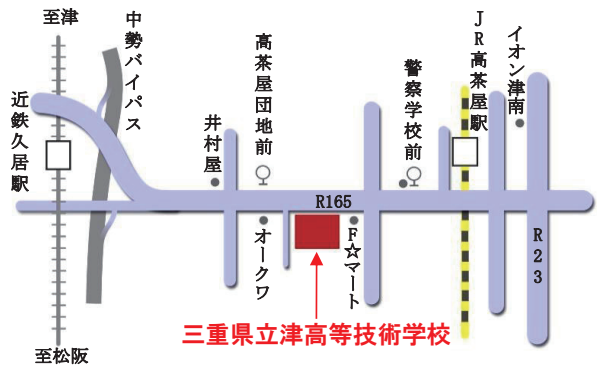 至津
中勢バイパス
近鉄久居駅
至松阪
井村屋
高茶屋団地前
オークワ
R165
F☆マート
警察学校前
JR高茶屋駅
イオン津南
R23
三重県立津高等技術学校